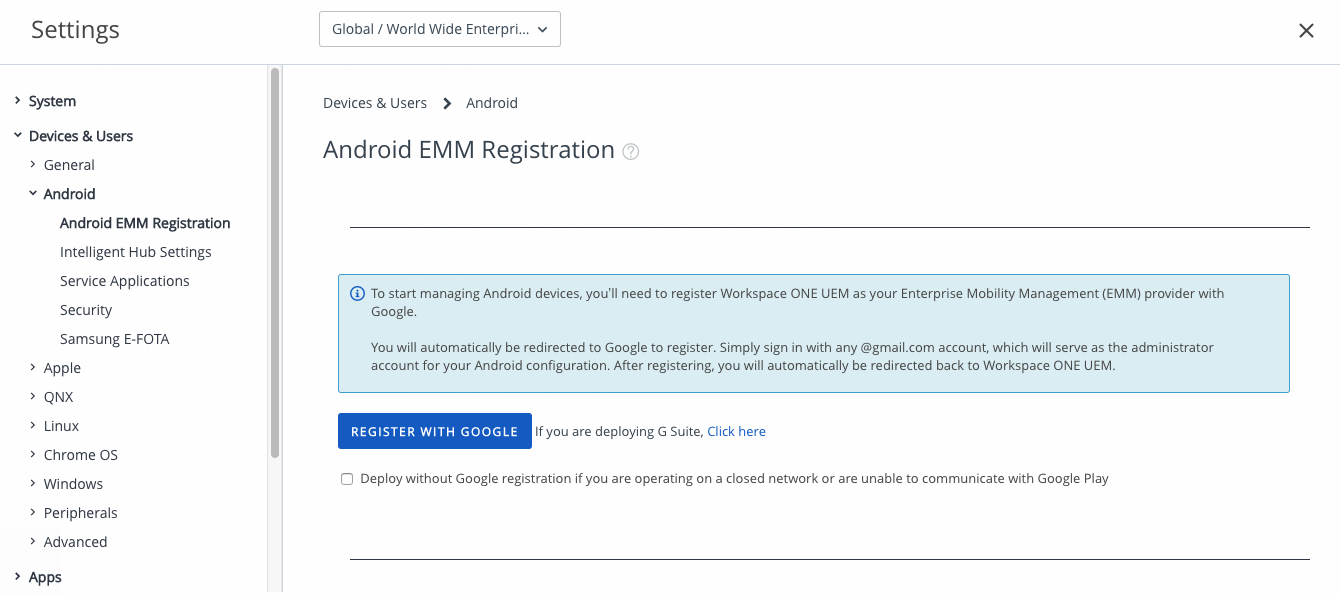 Settings
Global / World Wide Enterpri...
System
Devices & Users
General
Android
Android EMM Registration
Intelligent Hub Settings
Service Applications
Security
Samsung E-FOTA
Apple
QNX
Linux
Chrome OS
Windows
Peripherals
Advanced
Apps
Devices & Users > Android
Android EMM Registration ?
To start managing Android devices, you'll need to register Workspace ONE UEM as your Enterprise Mobility Management (EMM) provider with
Google.
You will automatically be redirected to Google to register. Simply sign in with any @gmail.com account, which will serve as the administrator
account for your Android configuration. After registering, you will automatically be redirected back to Workspace ONE UEM.
REGISTER WITH GOOGLE If you are deploying G Suite, Click here
Deploy without Google registration if you are operating on a closed network or are unable to communicate with Google Play